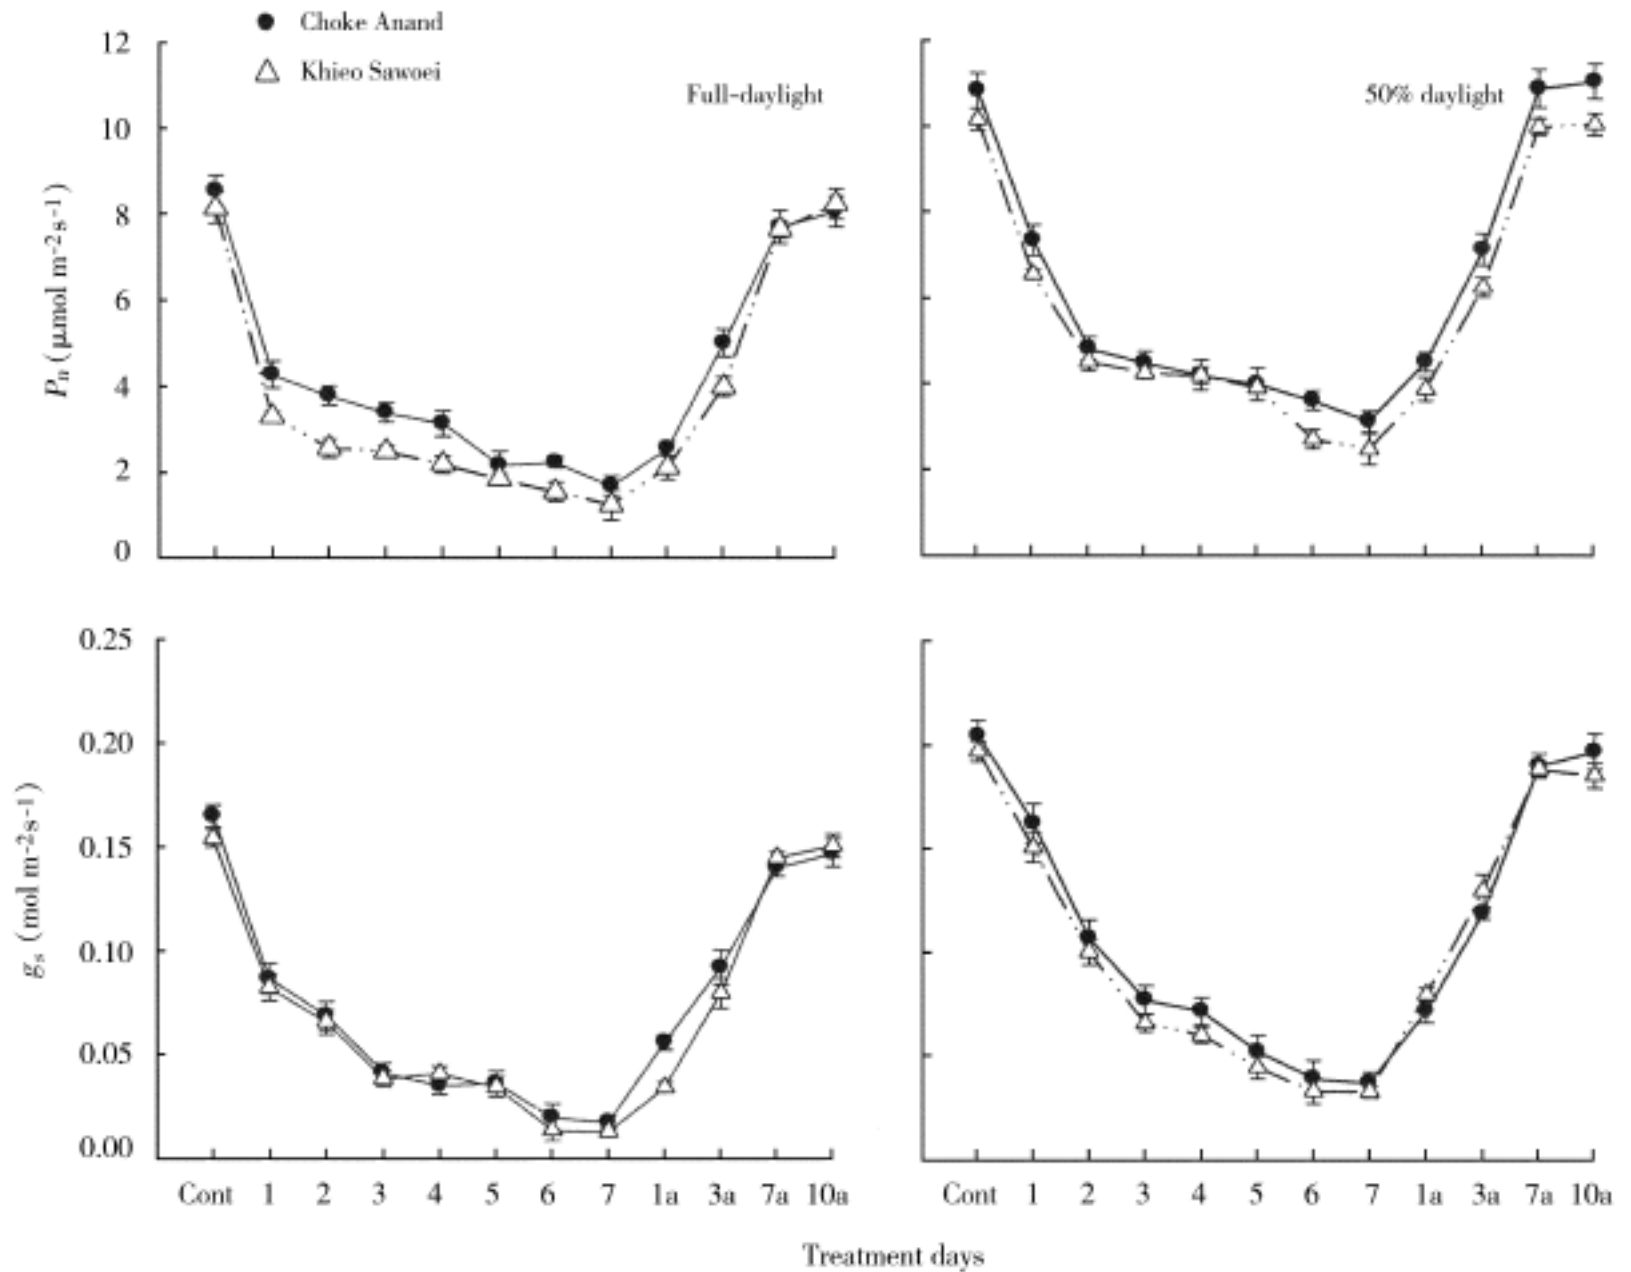 Choke Anand
Khieo Sawoei
Full-daylight
50% daylight
12
10
8
6
4
2
0
Pn (μmol m-2s-1)
0.25
0.20
0.15
0.10
0.05
0.00
gs (mol m-2s-1)
Cont 1 2 3 4 5 6 7 1a 3a 7a 10a
Cont 1 2 3 4 5 6 7 1a 3a 7a 10a
Treatment days